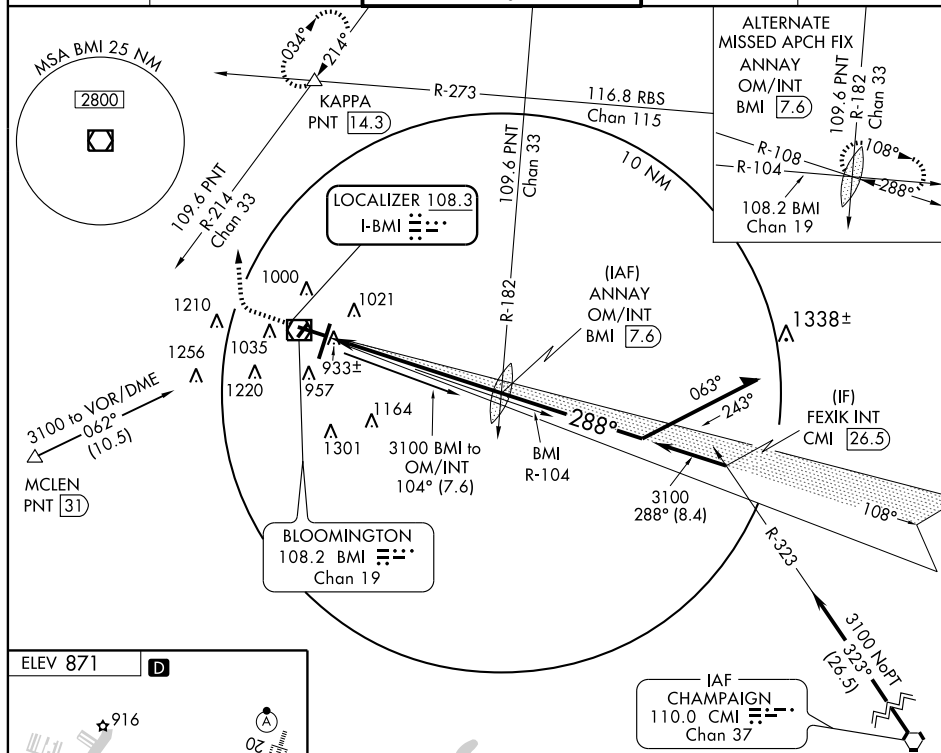 MSA BMI 25 NM
2800
034°
214°
KAPPA
PNT 14.3
R-273
116.8 RBS
Chan 115
109.6 PNT
R-214
Chan 33
109.6 PNT
Chan 33
R-182
10 NM
LOCALIZER 108.3
I-BMI
ALTERNATE
MISSED APCH FIX
ANNAY
OM/INT
BMI 7.6
109.6 PNT
R-182
Chan 33
108°
R-108
R-104
288°
108.2 BMI
Chan 19
1000
1021
1210
1035
1256
1220
957
933±
1164
1301
1338±
(IAF)
ANNAY
OM/INT
BMI 7.6
3100 to VOR/DME
062°
(10.5)
MCLEN
PNT 31
3100 BMI to
OM/INT
104° (7.6)
BMI
R-104
288°
063°
243°
(IF)
FEXIK INT
CMI 26.5
3100
288° (8.4)
108°
R-323
BLOOMINGTON
108.2 BMI
Chan 19
3100 NoPT
323°
(26.5)
IAF
CHAMPAIGN
110.0 CMI
Chan 37
ELEV 871
D
916
A
20